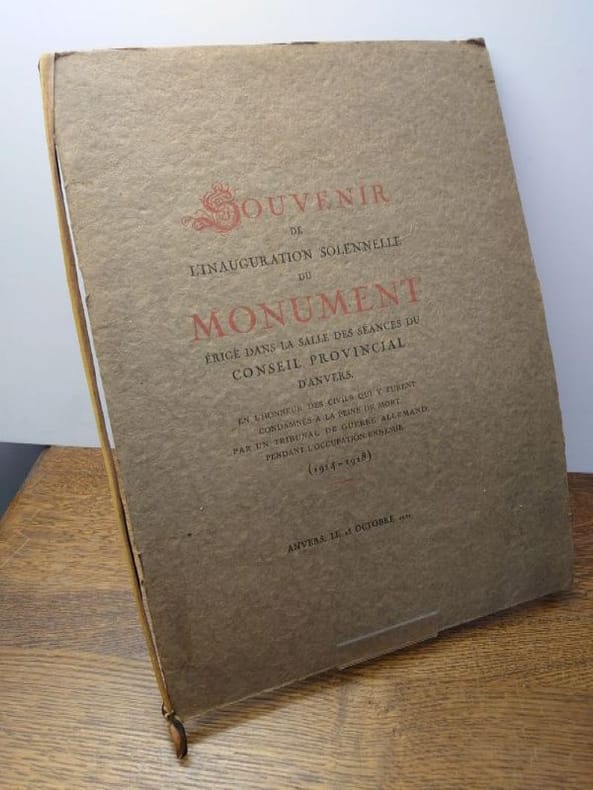 SOUVENIR
DE
L'INAUGURATION SOLENNELLE
DU
MONUMENT
ÉRIGÉ DANS LA SALLE DES SÉANCES DU
CONSEIL PROVINCIAL
D'ANVERS,
EN L'HONNEUR DES CIVILS QUI Y FURENT
CONDAMNÉS A LA PEINE DE MORT
PAR UN TRIBUNAL DE GUERRE ALLEMAND,
PENDANT L'OCCUPATION ENNEMIE
(1914-1918)
ANVERS, LE OCTOBRE